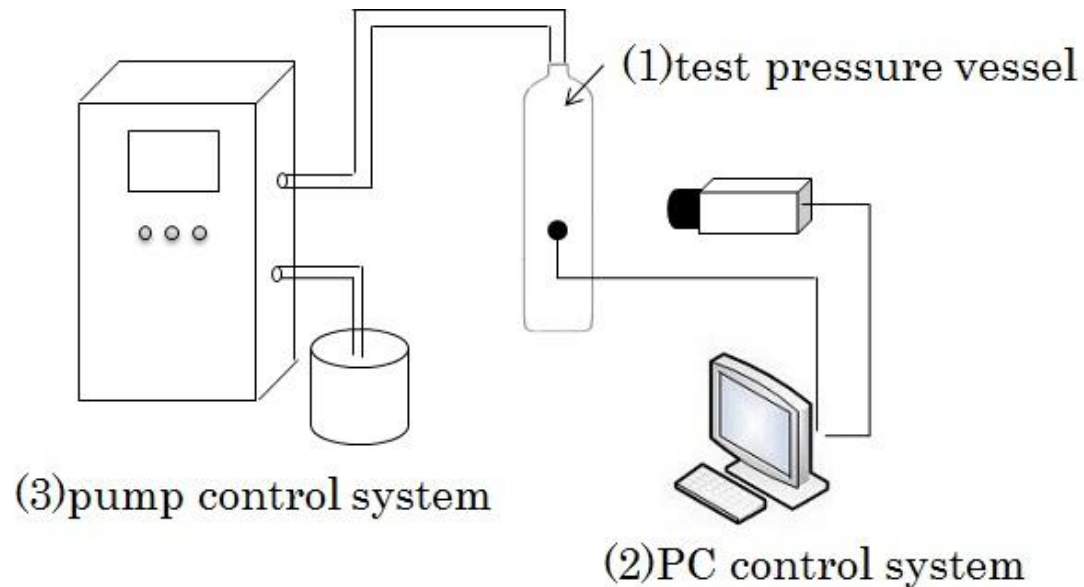 (1)test pressure vessel
(3)pump control system
(2)PC control system